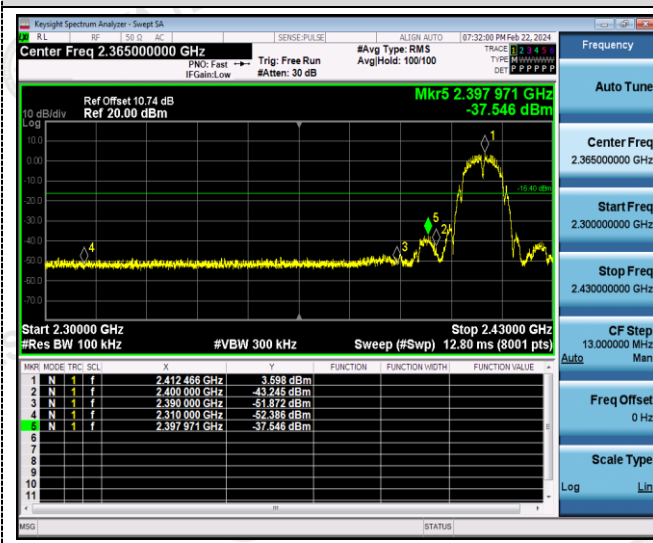 Keysight Spectrum Analyzer - Swept SA
RL RF 50 Ω AC SENSE:PULSE ALIGN AUTO 07:32:00 PM Feb 22, 2024
Center Freq 2.365000000 GHz
PNO: Fast Trig: Free Run
IFGain:Low #Atten: 30 dB
#Avg Type: RMS
Avg|Hold: 100/100
TRACE 1 2 3 4 5 6
TYPE M WWWWW
DET P P P P P P
Frequency
Auto Tune
Center Freq
2.365000000 GHz
Start Freq
2.300000000 GHz
Stop Freq
2.430000000 GHz
CF Step
13.000000 MHz
Auto Man
Freq Offset
0 Hz
Scale Type
Log Lin
Mkr5 2.397 971 GHz
-37.546 dBm
Ref Offset 10.74 dB
10 dB/div Ref 20.00 dBm
Log
10.0
0.00
-10.0
-20.0
-30.0
-40.0
-50.0
-60.0
-70.0
-16.40 dBm
1
5
2
3
4
Start 2.30000 GHz Stop 2.43000 GHz
#Res BW 100 kHz #VBW 300 kHz Sweep (#Swp) 12.80 ms (8001 pts)
MKR MODE TRC SCL X Y FUNCTION FUNCTION WIDTH FUNCTION VALUE
1 N 1 f 2.412 466 GHz 3.598 dBm
2 N 1 f 2.400 000 GHz -43.245 dBm
3 N 1 f 2.390 000 GHz -51.872 dBm
4 N 1 f 2.310 000 GHz -52.386 dBm
5 N 1 f 2.397 971 GHz -37.546 dBm
6
7
8
9
10
11
MSG STATUS